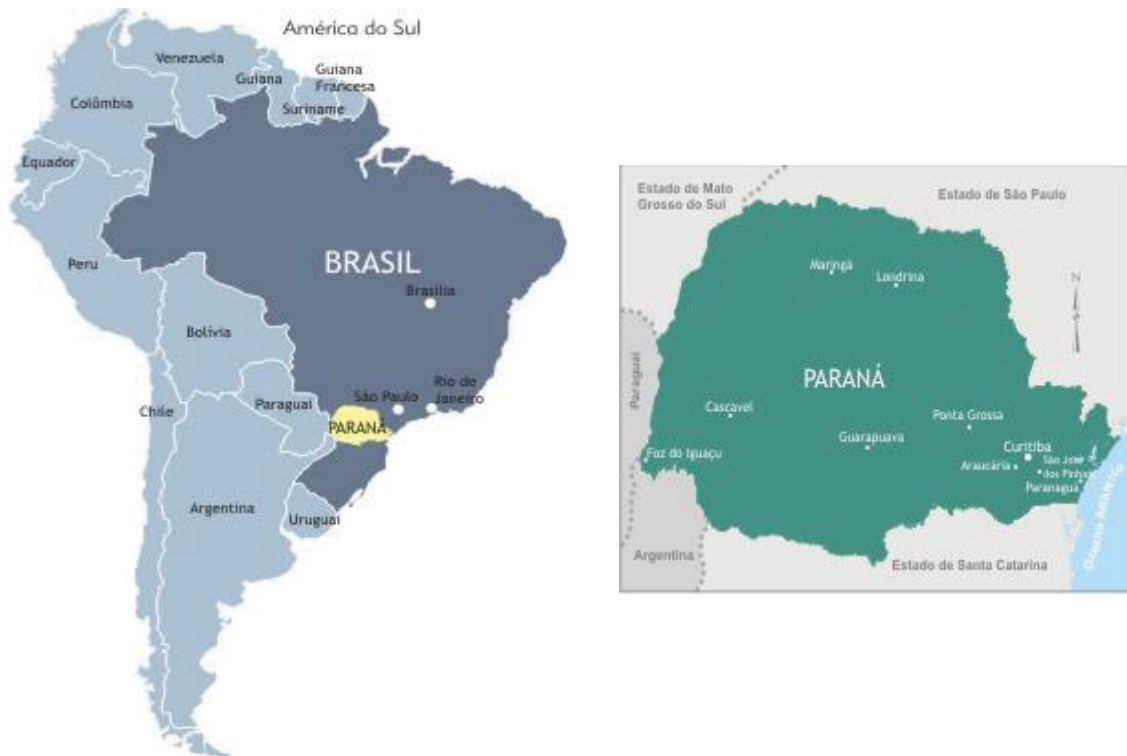 América do Sul
Venezuela
Guiana
Guiana
Francesa
Suriname
Colômbia
Equador
Peru
BRASIL
Brasília
Bolívia
Paraguai
São Paulo
Rio de
Janeiro
Chile
PARANÁ
Argentina
Uruguai
Estado de Mato
Grosso do Sul
Estado de São Paulo
Maringá
Londrina
N
S
Paraguai
PARANÁ
Cascavel
Ponta Grossa
Guarapuava
Curitiba
Foz do Iguaçu
Araucária
São José
dos Pinhais
Paranaguá
Argentina
Estado de Santa Catarina
Oceano Atlântico